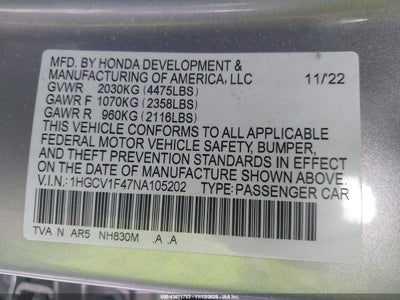 MFD. BY HONDA DEVELOPMENT &
MANUFACTURING OF AMERICA, LLC 11/22
GVWR 2030KG (4475LBS)
GAWR F 1070KG (2358LBS)
GAWR R 960KG (2116LBS)
THIS VEHICLE CONFORMS TO ALL APPLICABLE
FEDERAL MOTOR VEHICLE SAFETY, BUMPER,
AND THEFT PREVENTION STANDARDS IN
EFFECT ON THE DATE OF MANUFACTURE
SHOWN ABOVE.
V.I.N.: 1HGCV1F47NA105202 TYPE: PASSENGER CAR
TVA N AR5 NH830M .A .A